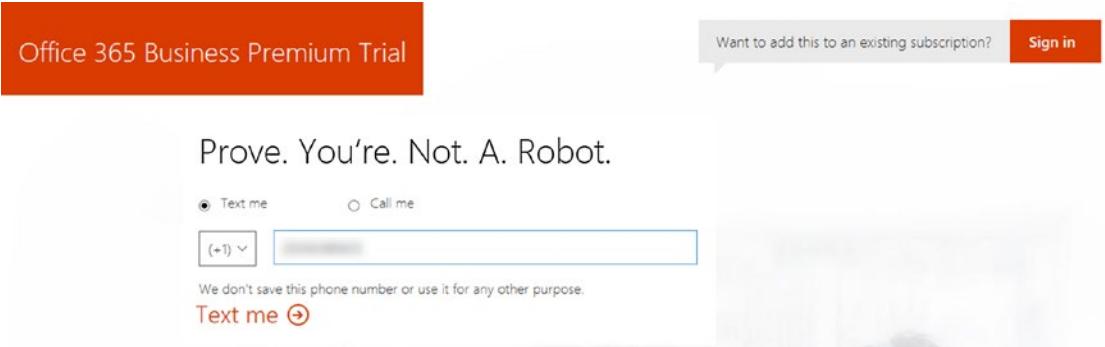 Office 365 Business Premium Trial
Want to add this to an existing subscription?
Sign in
Prove. You're. Not. A. Robot.
Text me
Call me
(+1)
We don't save this phone number or use it for any other purpose.
Text me